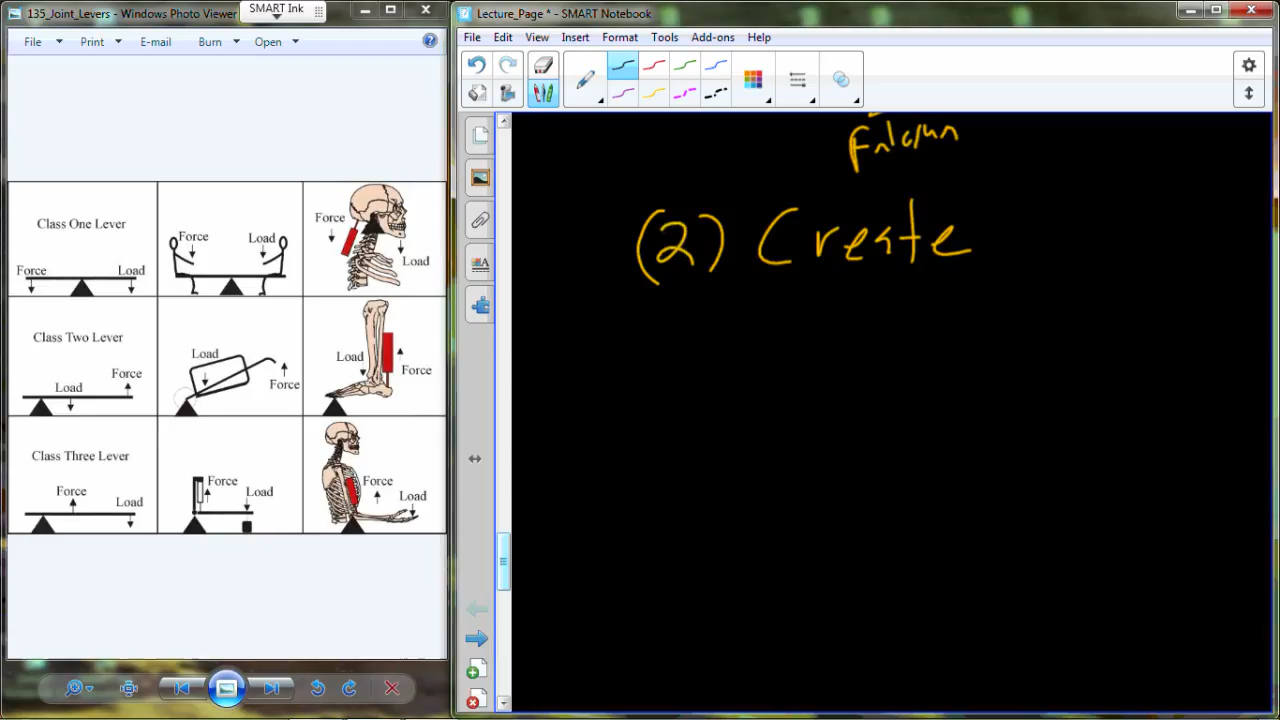 135_Joint_Levers - Windows Photo Viewer
SMART Ink
File Print E-mail Burn Open
Class One Lever
Force Load
Force Load
Force
Load
Class Two Lever
Load Force
Load
Force
Load
Force
Class Three Lever
Force
Load
Force
Load
Force
Load
Lecture_Page * - SMART Notebook
File Edit View Insert Format Tools Add-ons Help
(2) Create